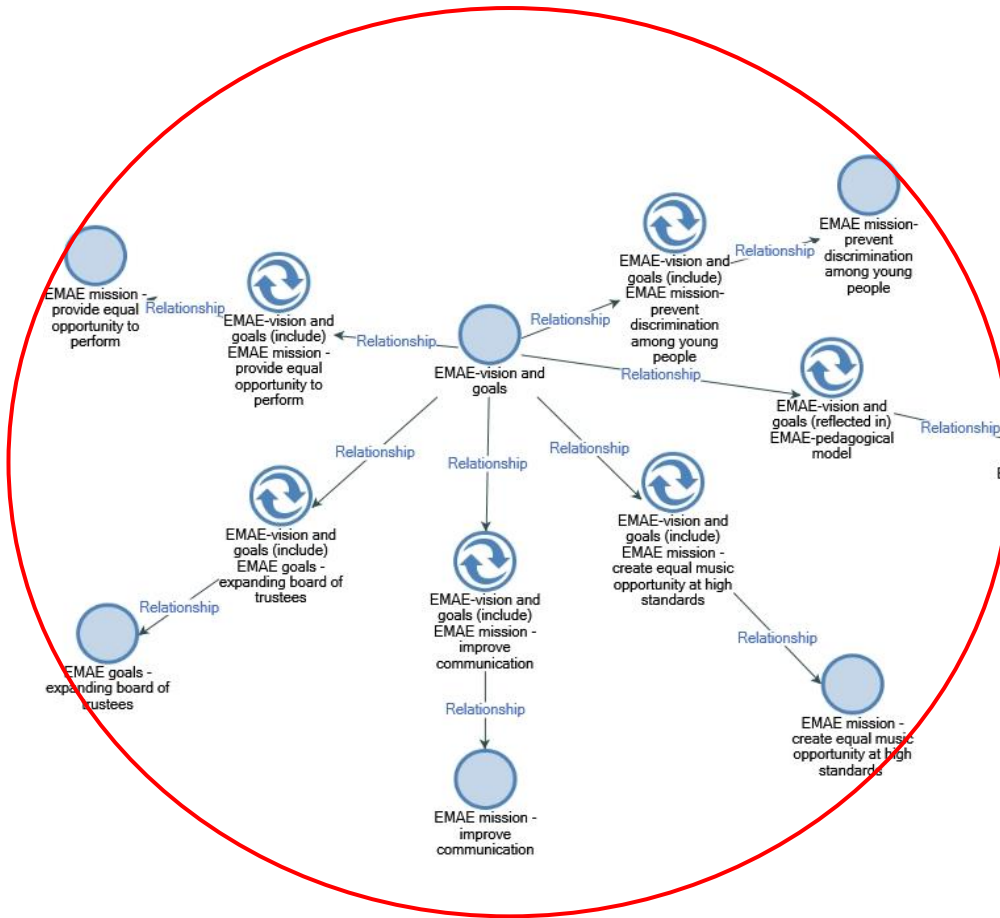 EMAE mission-
prevent
discrimination
among young
people
Relationship
EMAE-vision and
goals (include)
EMAE mission-
prevent
discrimination
among young
people
Relationship
EMAE mission -
provide equal
opportunity to
perform
Relationship
EMAE-vision and
goals (include)
EMAE mission -
provide equal
opportunity to
perform
Relationship
EMAE-vision and
goals
Relationship
EMAE-vision and
goals (reflected in)
EMAE-pedagogical
model
Relationship
E
Relationship
EMAE-vision and
goals (include)
EMAE goals -
expanding board of
trustees
Relationship
EMAE goals -
expanding board of
trustees
Relationship
EMAE-vision and
goals (include)
EMAE mission -
improve
communication
Relationship
EMAE mission -
improve
communication
Relationship
EMAE-vision and
goals (include)
EMAE mission -
create equal music
opportunity at high
standards
Relationship
EMAE mission -
create equal music
opportunity at high
standards